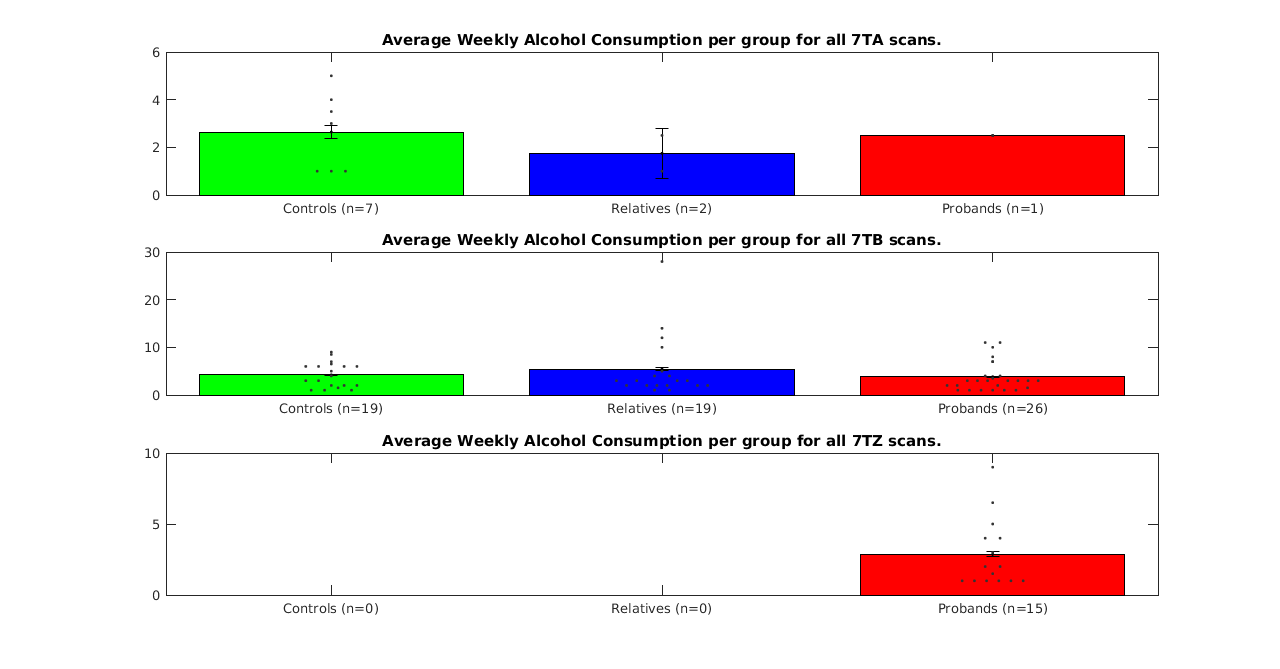 Average Weekly Alcohol Consumption per group for all 7TA scans.
6
4
2
0
Controls (n=7) Relatives (n=2) Probands (n=1)
Average Weekly Alcohol Consumption per group for all 7TB scans.
30
20
10
0
Controls (n=19) Relatives (n=19) Probands (n=26)
Average Weekly Alcohol Consumption per group for all 7TZ scans.
10
5
0
Controls (n=0) Relatives (n=0) Probands (n=15)